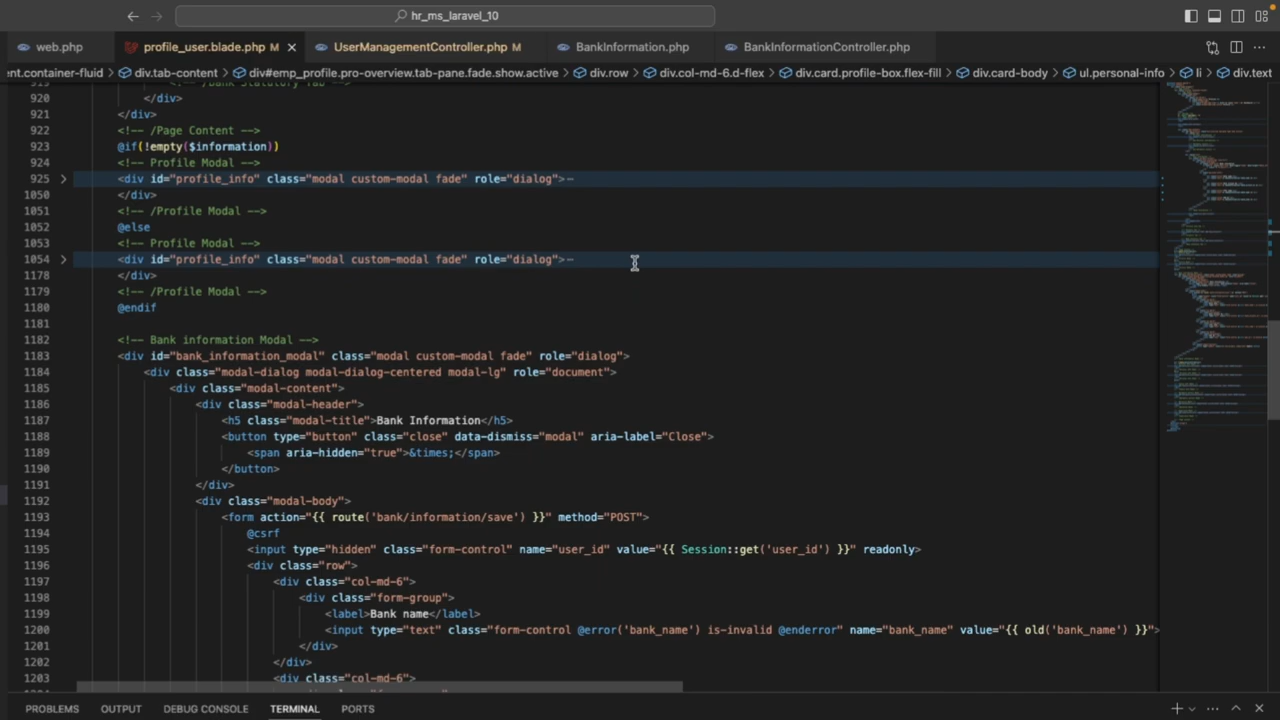 hr_ms_laravel_10
web.php
profile_user.blade.php M
UserManagementController.php M
BankInformation.php
BankInformationController.php
ent.container-fluid > div.tab-content > div#emp_profile.pro-overview.tab-pane.fade.show.active > div.row > div.col-md-6.d-flex > div.card.profile-box.flex-fill > div.card-body > ul.personal-info > li > div.text
919 <!-- /Bank Statutory Tab -->
920 </div>
921 </div>
922 <!-- /Page Content -->
923 @if(!empty($information))
924 <!-- Profile Modal -->
925 <div id="profile_info" class="modal custom-modal fade" role="dialog">
1050 </div>
1051 <!-- /Profile Modal -->
1052 @else
1053 <!-- Profile Modal -->
1054 <div id="profile_info" class="modal custom-modal fade" role="dialog">
1178 </div>
1179 <!-- /Profile Modal -->
1180 @endif
1181
1182 <!-- Bank information Modal -->
1183 <div id="bank_information_modal" class="modal custom-modal fade" role="dialog">
1184 <div class="modal-dialog modal-dialog-centered modal-lg" role="document">
1185 <div class="modal-content">
1186 <div class="modal-header">
1187 <h5 class="modal-title">Bank Information</h5>
1188 <button type="button" class="close" data-dismiss="modal" aria-label="Close">
1189 <span aria-hidden="true">&times;</span>
1190 </button>
1191 </div>
1192 <div class="modal-body">
1193 <form action="{{ route('bank/information/save') }}" method="POST">
1194 @csrf
1195 <input type="hidden" class="form-control" name="user_id" value="{{ Session::get('user_id') }}" readonly>
1196 <div class="row">
1197 <div class="col-md-6">
1198 <div class="form-group">
1199 <label>Bank name</label>
1200 <input type="text" class="form-control @error('bank_name') is-invalid @enderror" name="bank_name" value="{{ old('bank_name') }}">
1201 </div>
1202 </div>
1203 <div class="col-md-6">
PROBLEMS OUTPUT DEBUG CONSOLE TERMINAL PORTS